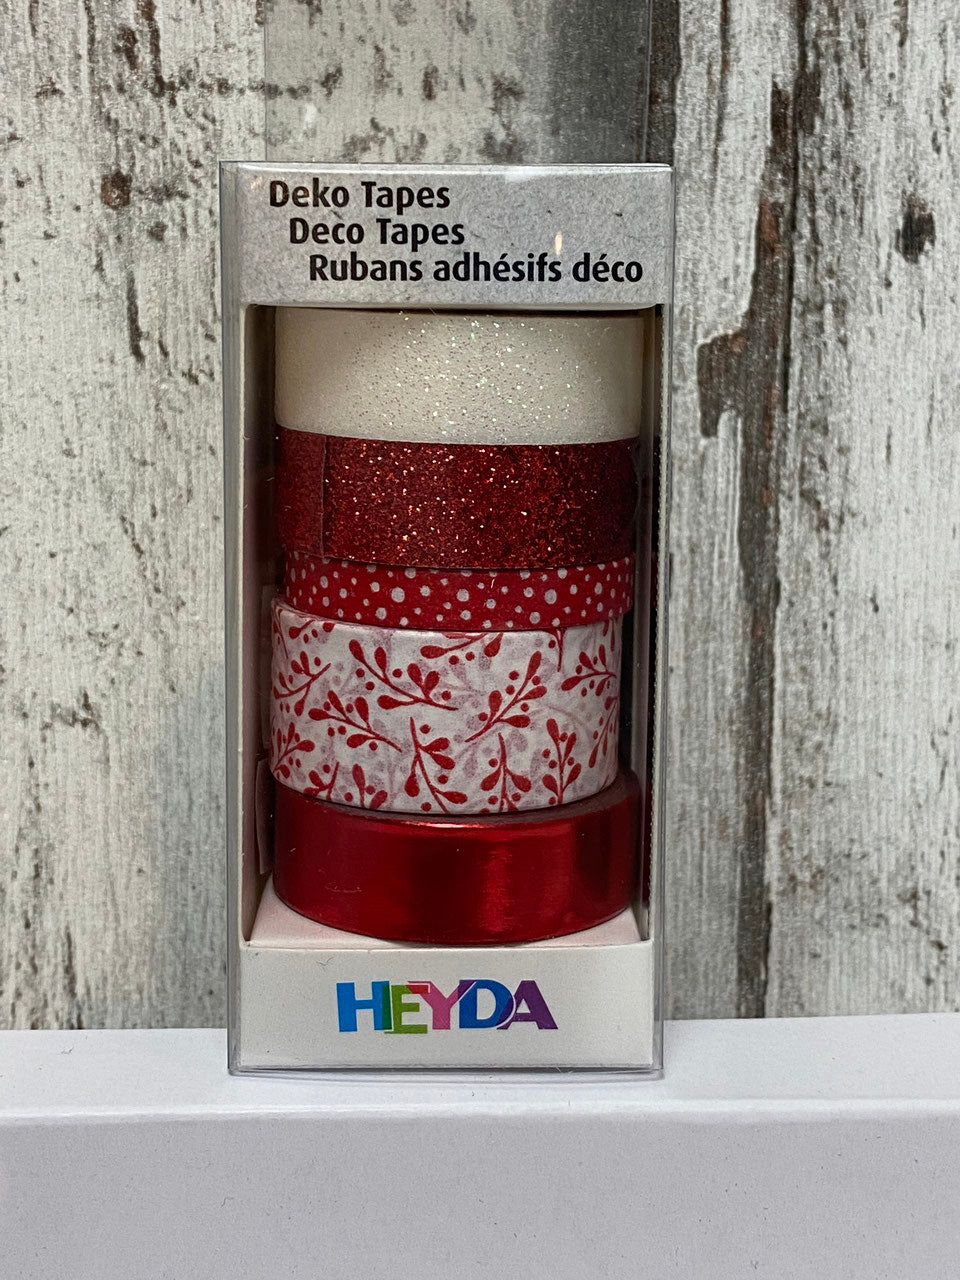 Deko Tapes
Deco Tapes
Rubans adhésifs déco
HEYDA